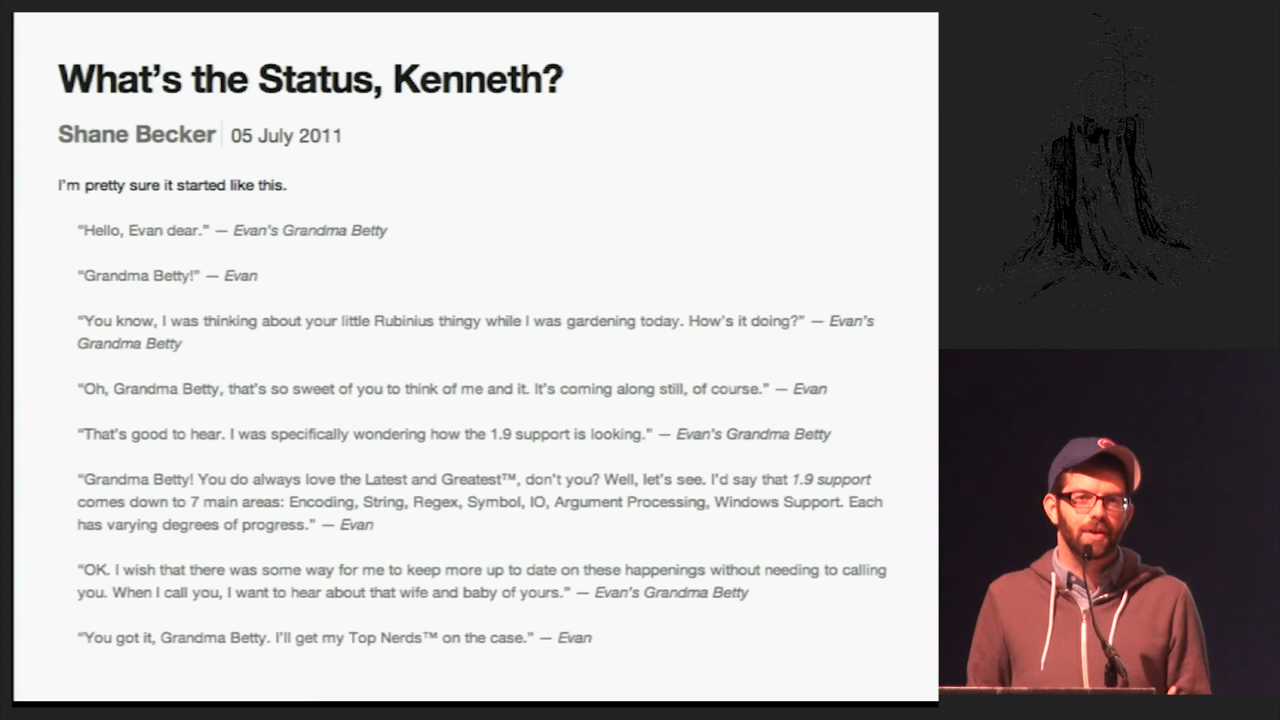 What’s the Status, Kenneth?
Shane Becker 05 July 2011
I’m pretty sure it started like this.
“Hello, Evan dear.” — Evan’s Grandma Betty
“Grandma Betty!” — Evan
“You know, I was thinking about your little Rubinius thingy while I was gardening today. How’s it doing?” — Evan’s
Grandma Betty
“Oh, Grandma Betty, that’s so sweet of you to think of me and it. It’s coming along still, of course.” — Evan
“That’s good to hear. I was specifically wondering how the 1.9 support is looking.” — Evan’s Grandma Betty
“Grandma Betty! You do always love the Latest and Greatest™, don’t you? Well, let’s see. I’d say that 1.9 support
comes down to 7 main areas: Encoding, String, Regex, Symbol, IO, Argument Processing, Windows Support. Each
has varying degrees of progress.” — Evan
“OK. I wish that there was some way for me to keep more up to date on these happenings without needing to calling
you. When I call you, I want to hear about that wife and baby of yours.” — Evan’s Grandma Betty
“You got it, Grandma Betty. I’ll get my Top Nerds™ on the case.” — Evan